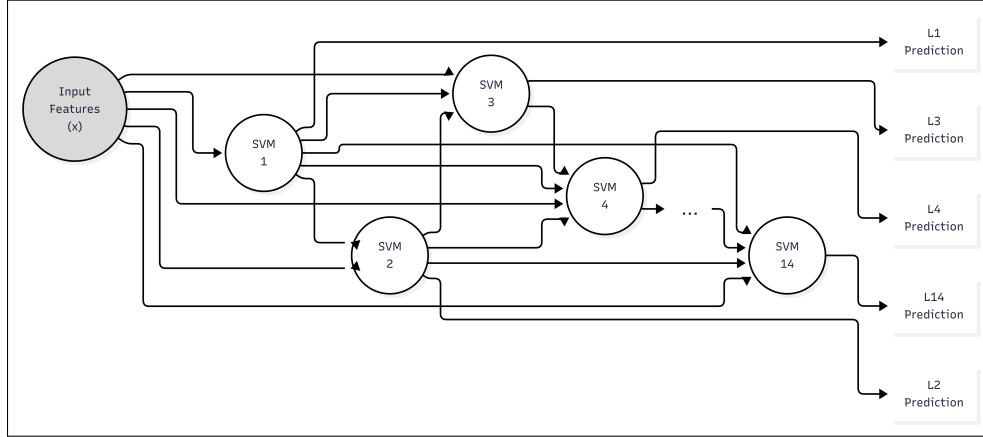 Input
Features
(x)
SVM
1
SVM
2
SVM
3
SVM
4
...
SVM
14
L1
Prediction
L3
Prediction
L4
Prediction
L14
Prediction
L2
Prediction